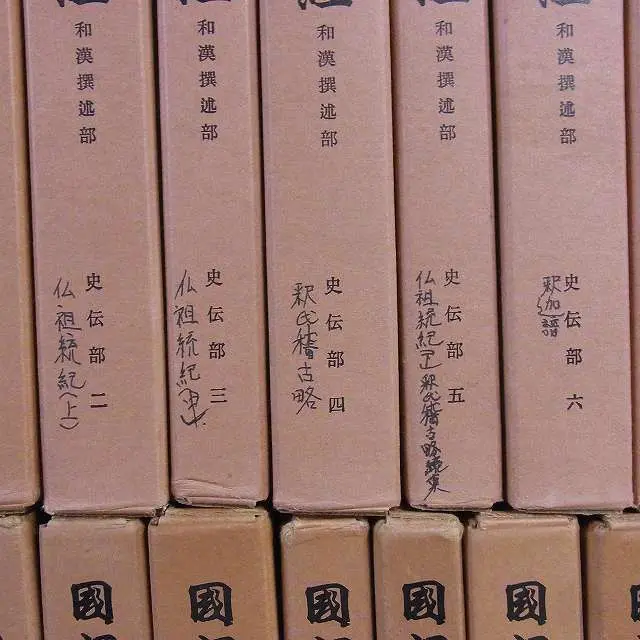 和漢撰述部
史伝部 二
仏祖統紀(上)
和漢撰述部
史伝部 三
仏祖統紀(中)
和漢撰述部
史伝部 四
釈氏稽古略
和漢撰述部
史伝部 五
仏祖統紀(下)釈氏稽古略続集
和漢撰述部
史伝部 六
釈加譜
國
國
國
國
國